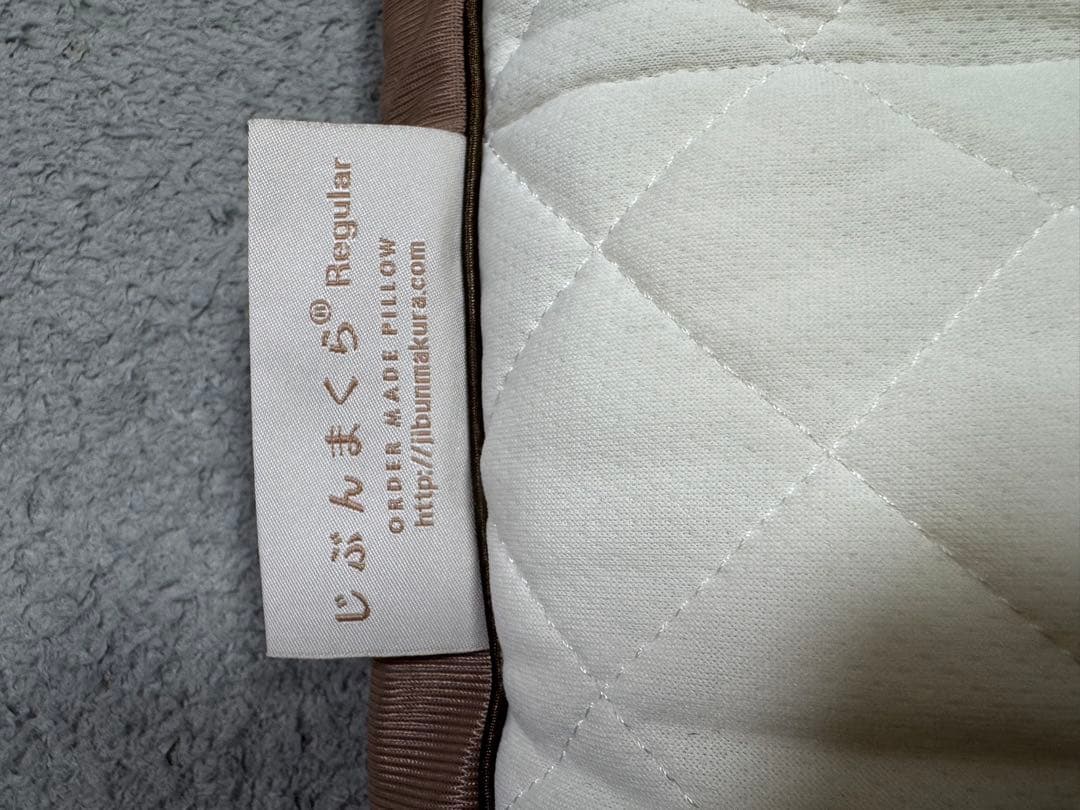 じぶんまくら® Regular
ORDER MADE PILLOW
http://jibunmakura.com